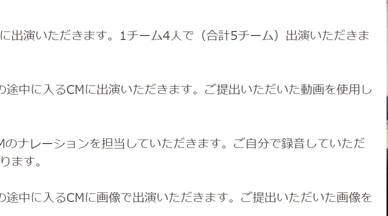 に出演いただきます。1チーム4人で（合計5チーム）出演いただきま
の途中に入るCMに出演いただきます。ご提出いただいた動画を使用し
Mのナレーションを担当していただきます。ご自分で録音していただ
ります。
の途中に入るCMに画像で出演いただきます。ご提出いただいた画像を